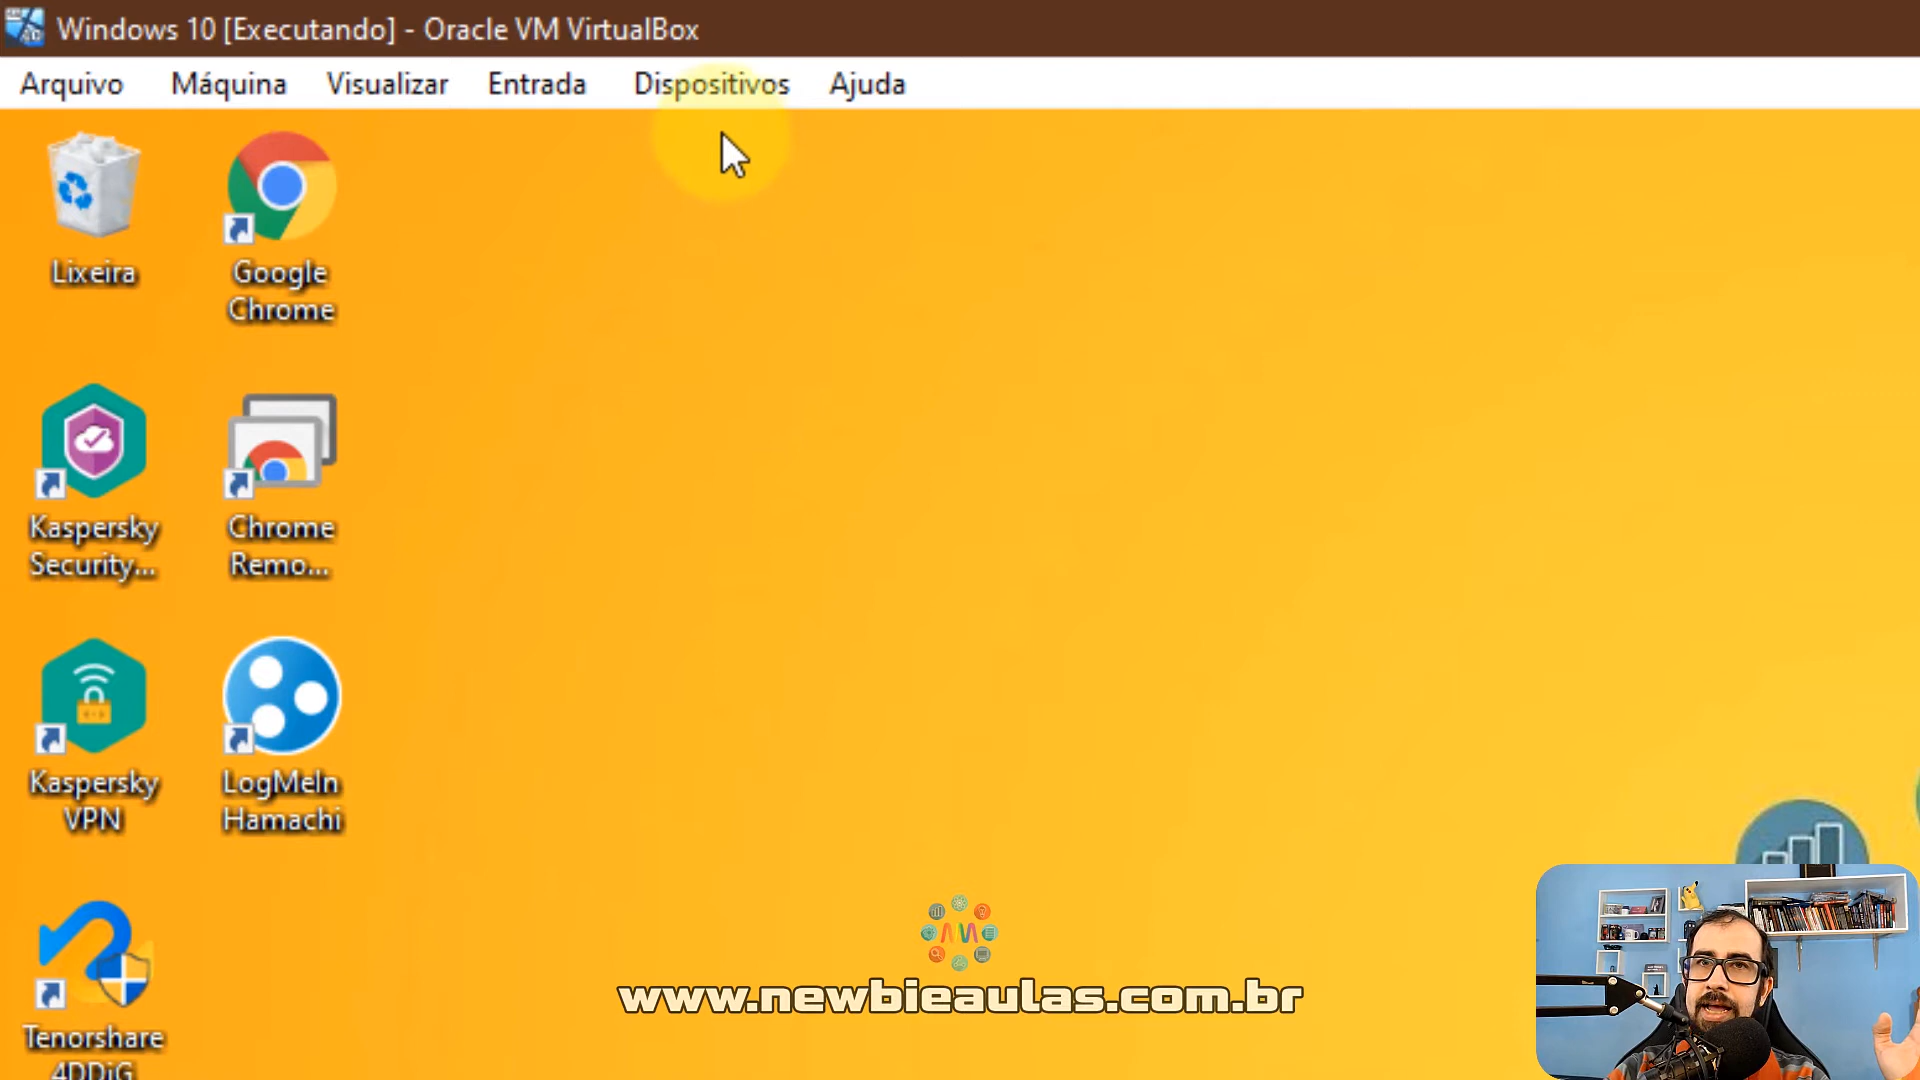 Windows 10 [Executando] - Oracle VM VirtualBox
Arquivo Máquina Visualizar Entrada Dispositivos Ajuda
Lixeira
Google
Chrome
Kaspersky
Security...
Chrome
Remo...
Kaspersky
VPN
LogMeIn
Hamachi
Tenorshare
4DDiG
www.newbieaulas.com.br